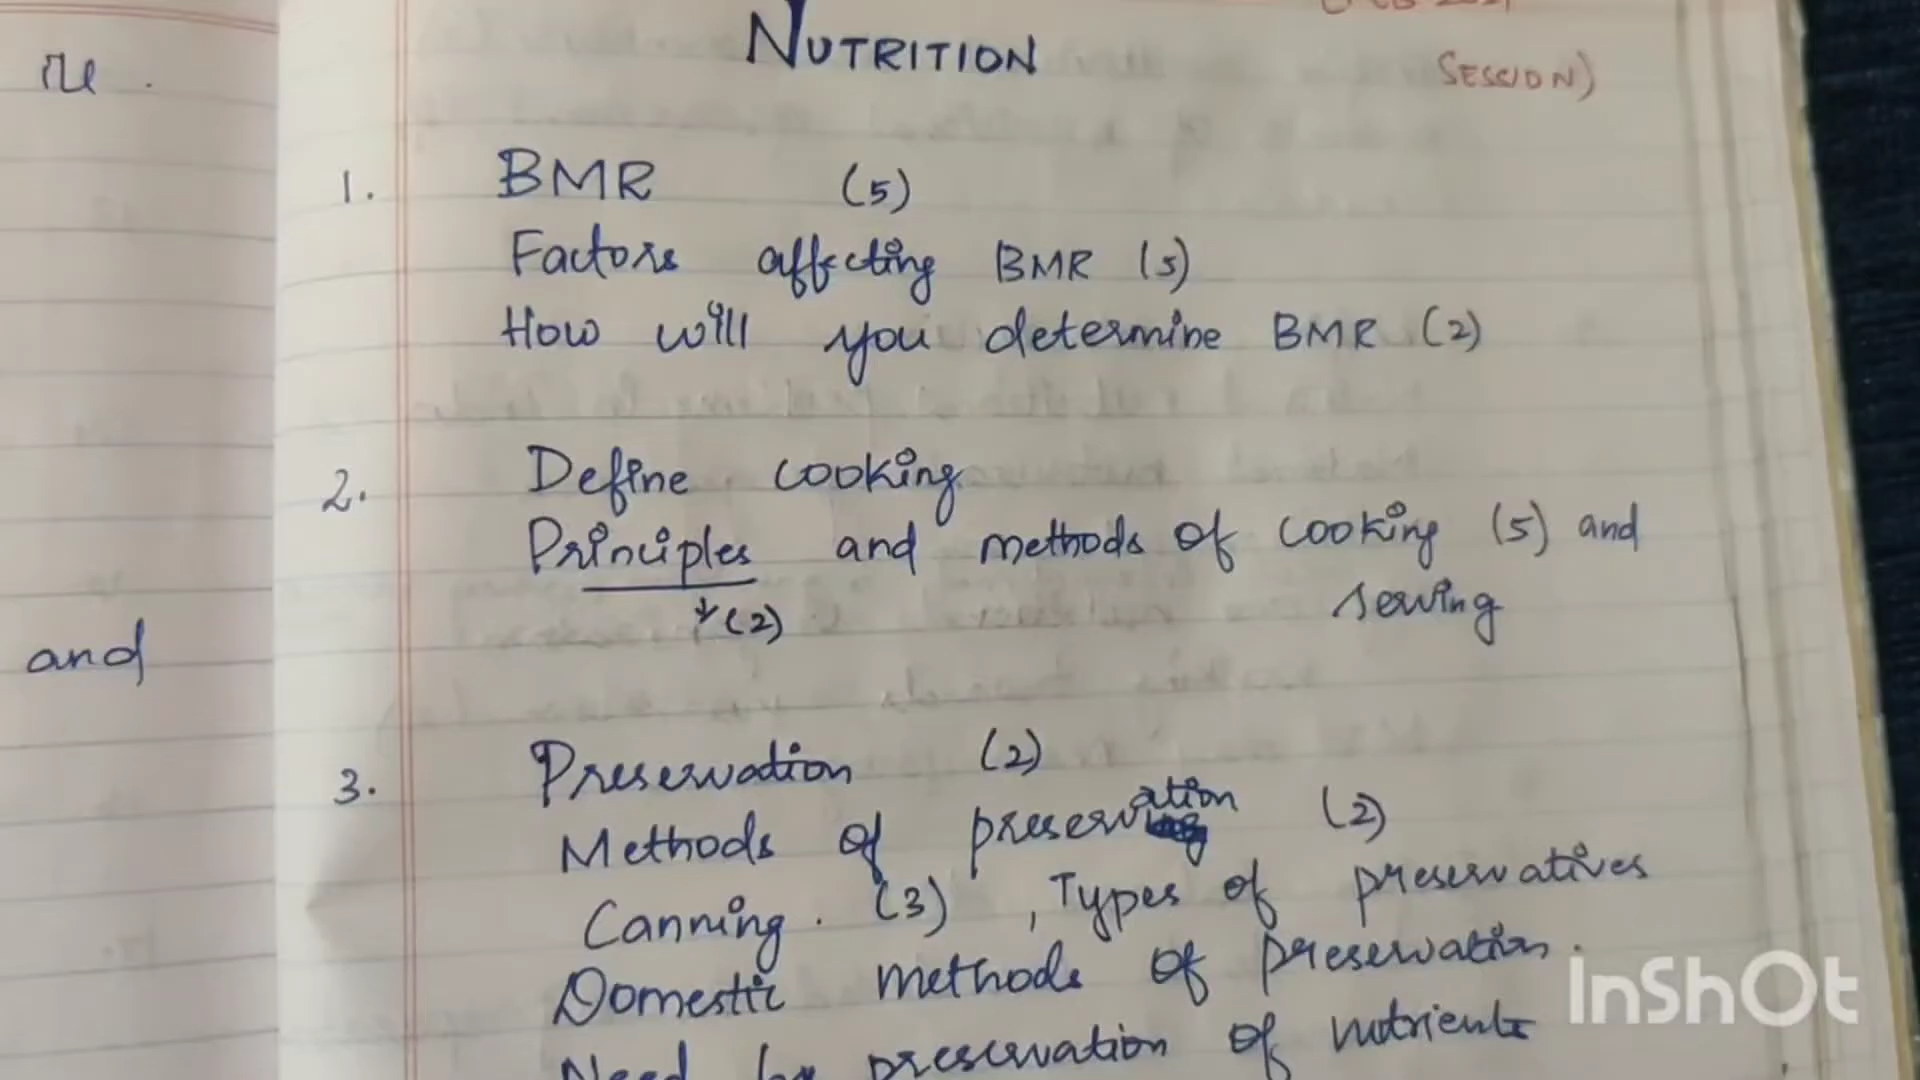 NUTRITION
SESSION)
1. BMR (5)
Factors affecting BMR (5)
How will you determine BMR (2)
2. Define cooking
Principles and methods of cooking (5) and
serving
(2)
and
3. Preservation (2)
Methods of preservation (2)
Canning. (3) , Types of preservatives
Domestic methods of preservation.
Need for preservation of nutrients
InShOt